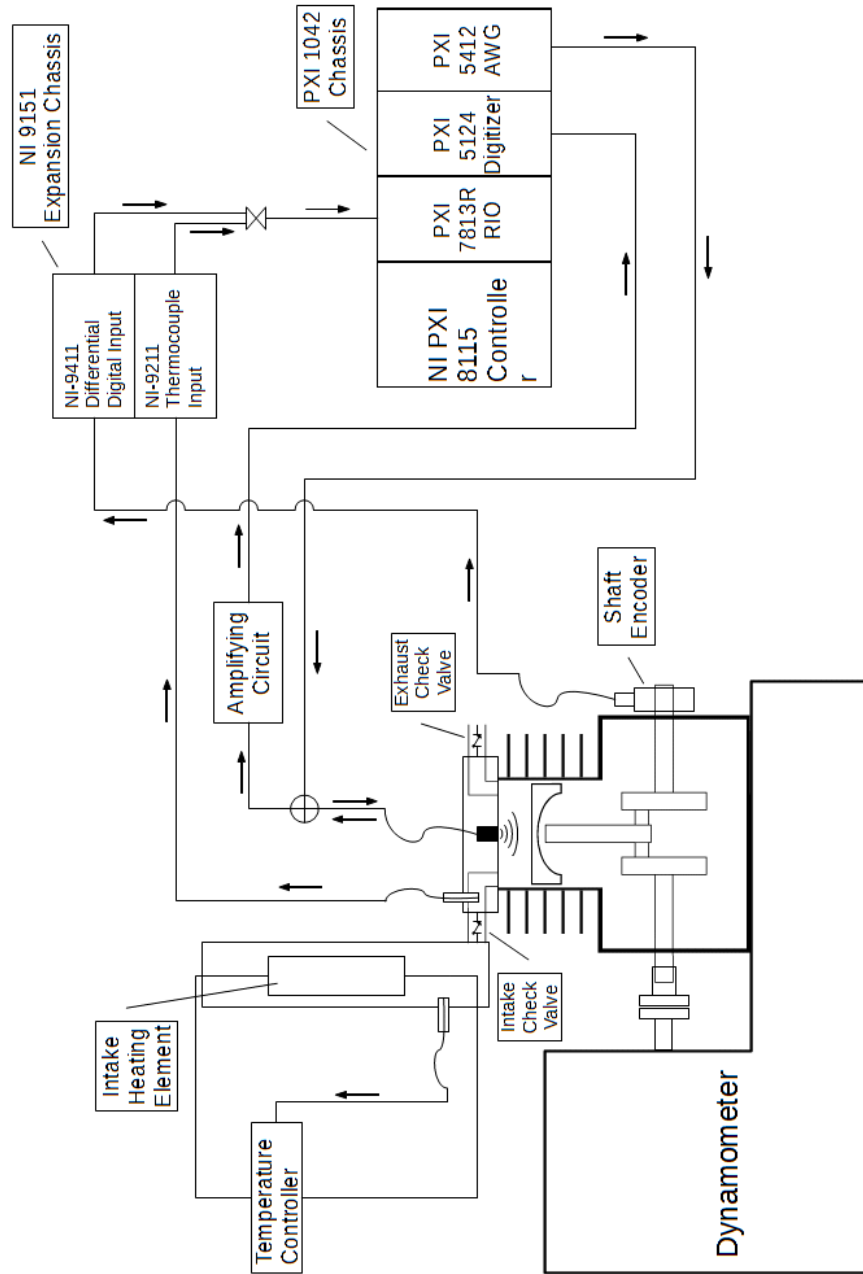 NI 9151
Expansion Chassis
NI-9411
Differential
Digital Input
NI-9211
Thermocouple
Input
Intake
Heating
Element
Amplifying
Circuit
Temperature
Controller
PXI 1042
Chassis
NI PXI
8115
Controlle
r
PXI
7813R
RIO
PXI
5124
Digitizer
PXI
5412
AWG
Exhaust
Check
Valve
Intake
Check
Valve
Shaft
Encoder
Dynamometer